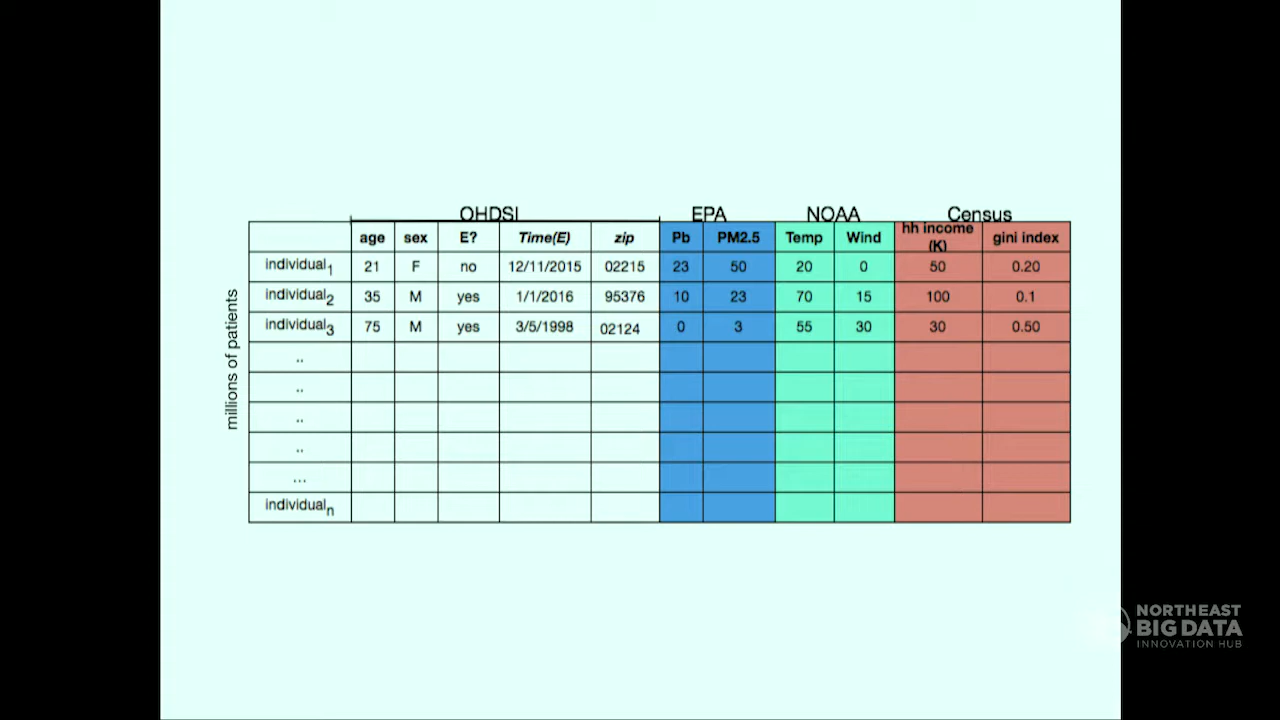 OHDSI EPA NOAA Census
age sex E? Time(E) zip Pb PM2.5 Temp Wind hh income (K) gini index
individual1 21 F no 12/11/2015 02215 23 50 20 0 50 0.20
individual2 35 M yes 1/1/2016 95376 10 23 70 15 100 0.1
individual3 75 M yes 3/5/1998 02124 0 3 55 30 30 0.50
..
..
..
..
...
individualn
millions of patients
NORTHEAST
BIG DATA
INNOVATION HUB